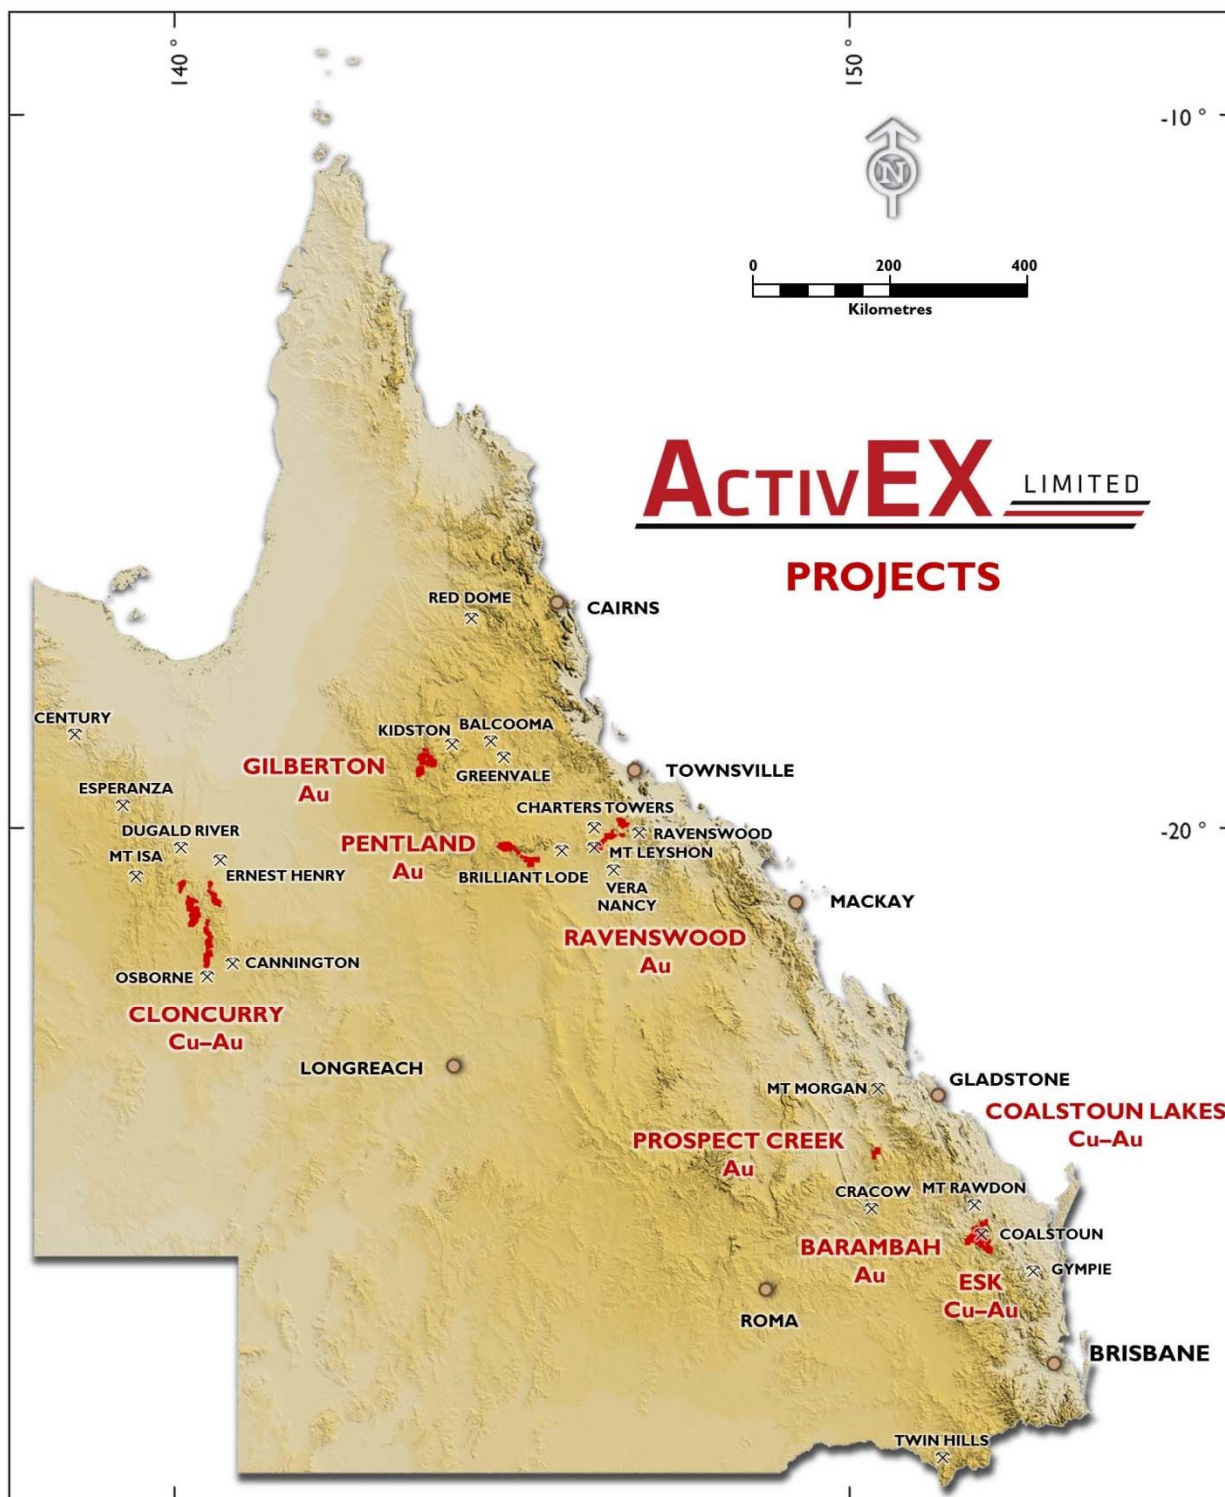 140 °
150 °
-10 °
N
0 200 400
Kilometres
ACTIVEX LIMITED
PROJECTS
RED DOME
CAIRNS
CENTURY
KIDSTON
BALCOOMA
GREENVALE
GILBERTON
Au
TOWNSVILLE
ESPERANZA
CHARTERS TOWERS
DUGALD RIVER
RAVENSWOOD
-20 °
PENTLAND
Au
MT LEYSHON
MT ISA
ERNEST HENRY
BRILLIANT LODE
VERA
NANCY
MACKAY
RAVENSWOOD
Au
OSBORNE
CANNINGTON
CLONCURRY
Cu–Au
LONGREACH
MT MORGAN
GLADSTONE
COALSTOUN LAKES
Cu–Au
PROSPECT CREEK
Au
CRACOW
MT RAWDON
COALSTOUN
BARAMBAH
Au
GYMPIE
ESK
Cu–Au
ROMA
BRISBANE
TWIN HILLS